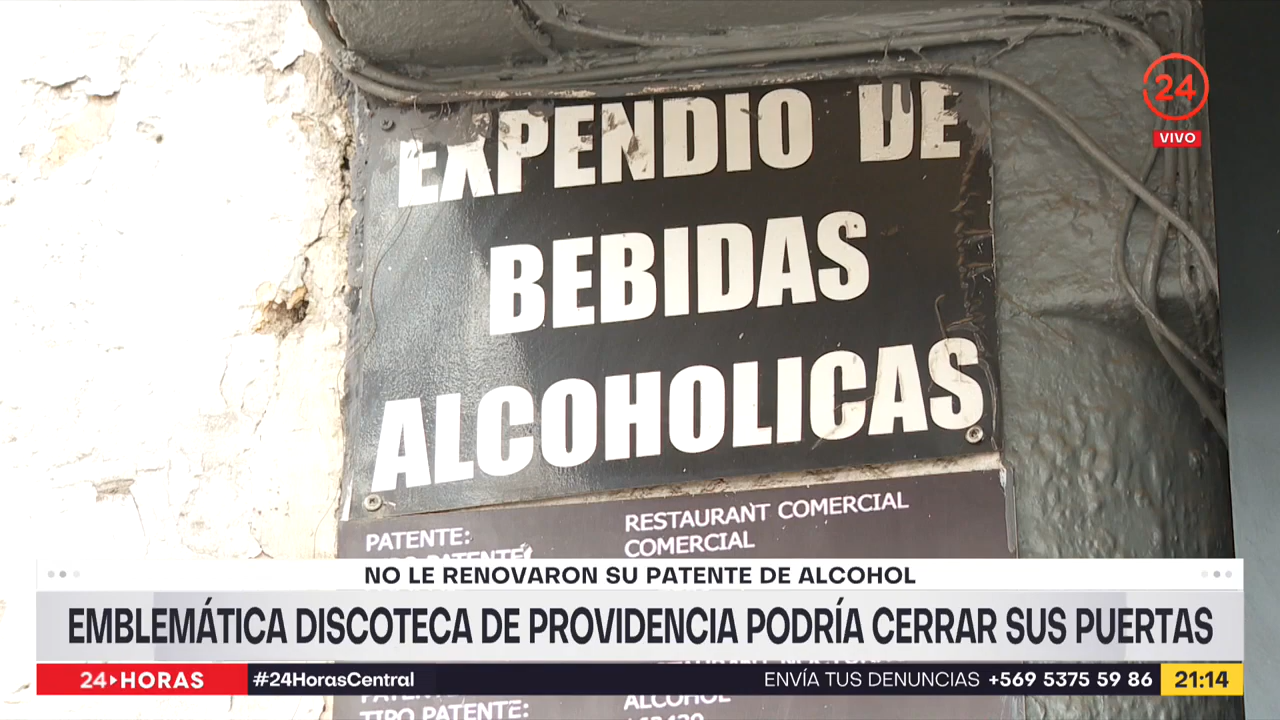 EXPENDIO DE
BEBIDAS
ALCOHOLICAS
24
VIVO
PATENTE: RESTAURANT COMERCIAL
COMERCIAL
NO LE RENOVARON SU PATENTE DE ALCOHOL
EMBLEMÁTICA DISCOTECA DE PROVIDENCIA PODRÍA CERRAR SUS PUERTAS
24 HORAS #24HorasCentral ENVÍA TUS DENUNCIAS +569 5375 59 86 21:14
ALCOHOL
TIPO PATENTE: